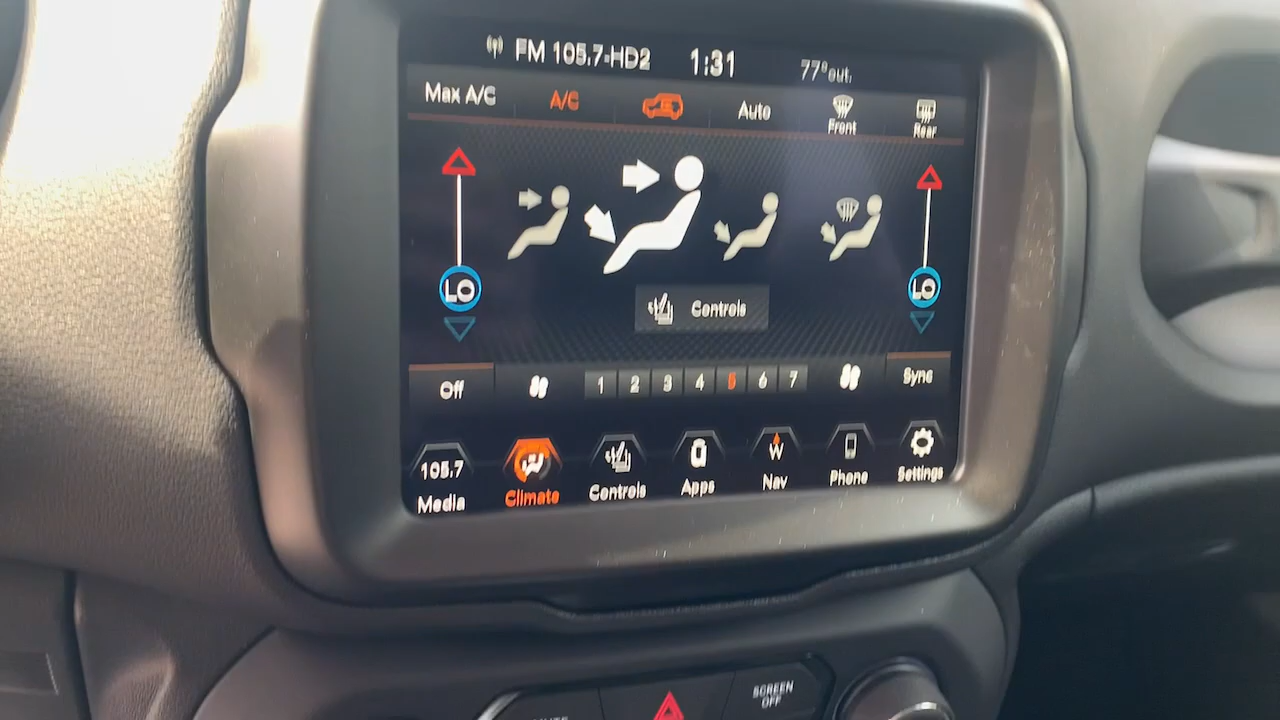 FM 105.7-HD2 1:31 77°out.
Max A/C A/C Auto Front Rear
LO LO
Controls
Off 1 2 3 4 5 6 7 Sync
105.7
Media Climate Controls Apps Nav Phone Settings
SCREEN
OFF